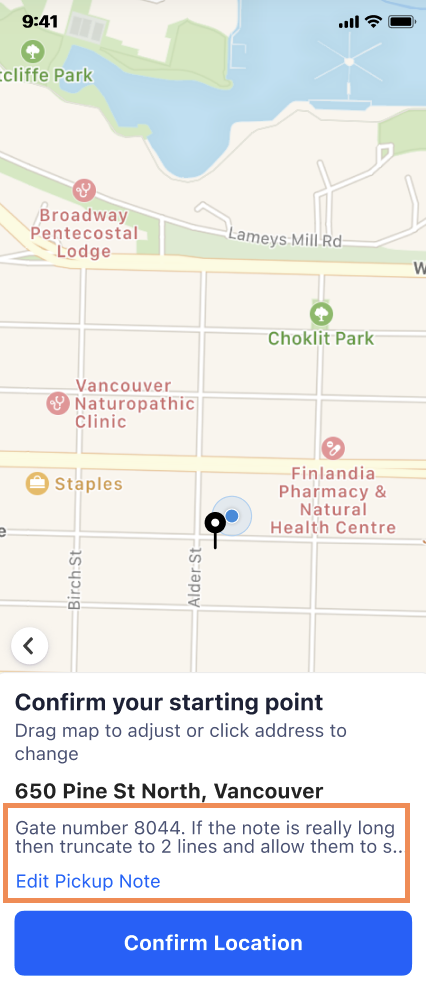 9:41
tcliffe Park
Broadway
Pentecostal
Lodge
Lameys Mill Rd
W
Choklit Park
Vancouver
Naturopathic
Clinic
Staples
Finlandia
Pharmacy &
Natural
Health Centre
e
Birch St
Alder St
Confirm your starting point
Drag map to adjust or click address to
change
650 Pine St North, Vancouver
Gate number 8044. If the note is really long
then truncate to 2 lines and allow them to s..
Edit Pickup Note
Confirm Location